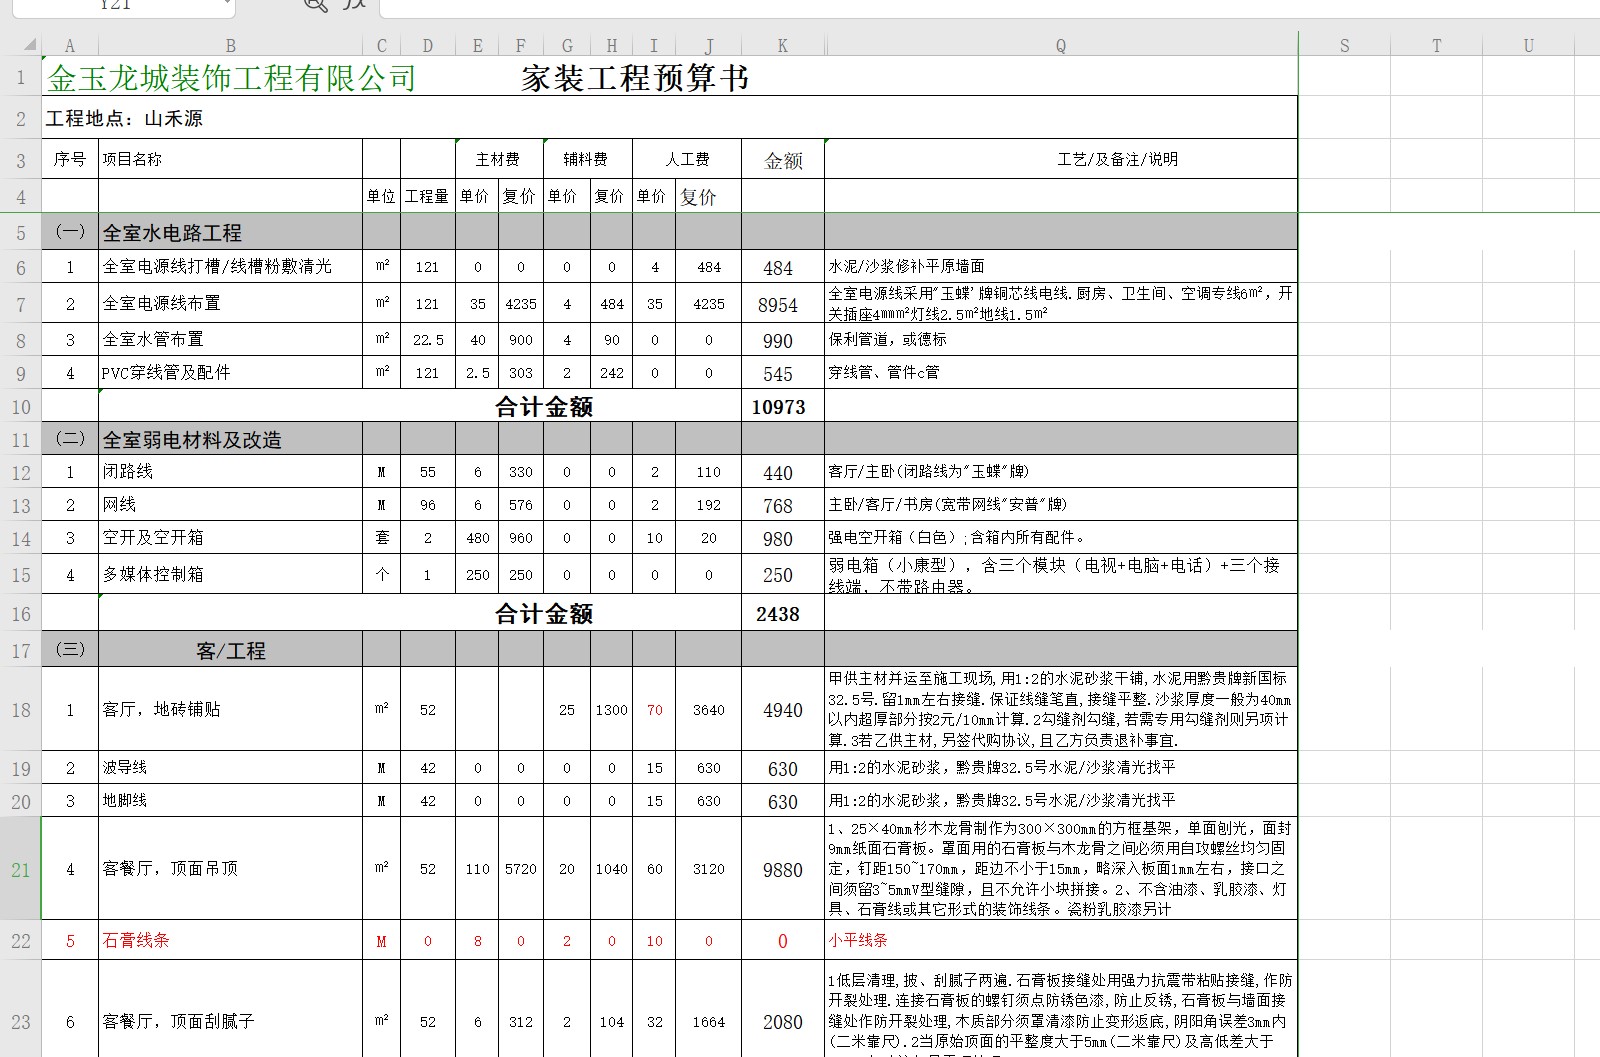 Y21
fx
A B C D E F G H I J K Q S T U
1 金玉龙城装饰工程有限公司 家装工程预算书
2 工程地点：山禾源
3 序号 项目名称 主材费 辅料费 人工费 金额 工艺/及备注/说明
4 单位 工程量 单价 复价 单价 复价 单价 复价
5 (一) 全室水电路工程
6 1 全室电源线打槽/线槽粉敷清光 m² 121 0 0 0 0 4 484 484 水泥/沙浆修补平原墙面
7 2 全室电源线布置 m² 121 35 4235 4 484 35 4235 8954 全室电源线采用"玉蝶'牌铜芯线电线.厨房、卫生间、空调专线6㎡，开
关插座4mm㎡灯线2.5㎡地线1.5㎡
8 3 全室水管布置 m² 22.5 40 900 4 90 0 0 990 保利管道，或德标
9 4 PVC穿线管及配件 m² 121 2.5 303 2 242 0 0 545 穿线管、管件c管
10 合计金额 10973
11 (二) 全室弱电材料及改造
12 1 闭路线 M 55 6 330 0 0 2 110 440 客厅/主卧(闭路线为"玉蝶"牌)
13 2 网线 M 96 6 576 0 0 2 192 768 主卧/客厅/书房(宽带网线"安普"牌)
14 3 空开及空开箱 套 2 480 960 0 0 10 20 980 强电空开箱（白色）;含箱内所有配件。
15 4 多媒体控制箱 个 1 250 250 0 0 0 0 250 弱电箱（小康型），含三个模块（电视+电脑+电话）+三个接
线端，不带路由器。
16 合计金额 2438
17 (三) 客/工程
18 1 客厅，地砖铺贴 m² 52 25 1300 70 3640 4940 甲供主材并运至施工现场,用1:2的水泥砂浆干铺,水泥用黔贵牌新国标
32.5号.留1mm左右接缝.保证线缝笔直,接缝平整.沙浆厚度一般为40mm
以内超厚部分按2元/10mm计算.2勾缝剂勾缝,若需专用勾缝剂则另项计
算.3若乙供主材,另签代购协议,且乙方负责退补事宜.
19 2 波导线 M 42 0 0 0 0 15 630 630 用1:2的水泥砂浆，黔贵牌32.5号水泥/沙浆清光找平
20 3 地脚线 M 42 0 0 0 0 15 630 630 用1:2的水泥砂浆，黔贵牌32.5号水泥/沙浆清光找平
21 4 客餐厅，顶面吊顶 m² 52 110 5720 20 1040 60 3120 9880 1、25×40mm杉木龙骨制作为300×300mm的方框基架，单面刨光，面封
9mm纸面石膏板。罩面用的石膏板与木龙骨之间必须用自攻螺丝均匀固
定，钉距150~170mm，距边不小于15mm，略深入板面1mm左右，接口之
间须留3~5mmV型缝隙，且不允许小块拼接。2、不含油漆、乳胶漆、灯
具、石膏线或其它形式的装饰线条。瓷粉乳胶漆另计
22 5 石膏线条 M 0 8 0 2 0 10 0 0 小平线条
23 6 客餐厅，顶面刮腻子 m² 52 6 312 2 104 32 1664 2080 1低层清理,披、刮腻子两遍.石膏板接缝处用强力抗震带粘贴接缝,作防
开裂处理.连接石膏板的螺钉须点防锈色漆,防止反锈,石膏板与墙面接
缝处作防开裂处理,木质部分须罩清漆防止变形返底,阴阳角误差3mm内
(二米靠尺).2当原始顶面的平整度大于5mm(二米靠尺)及高低差大于